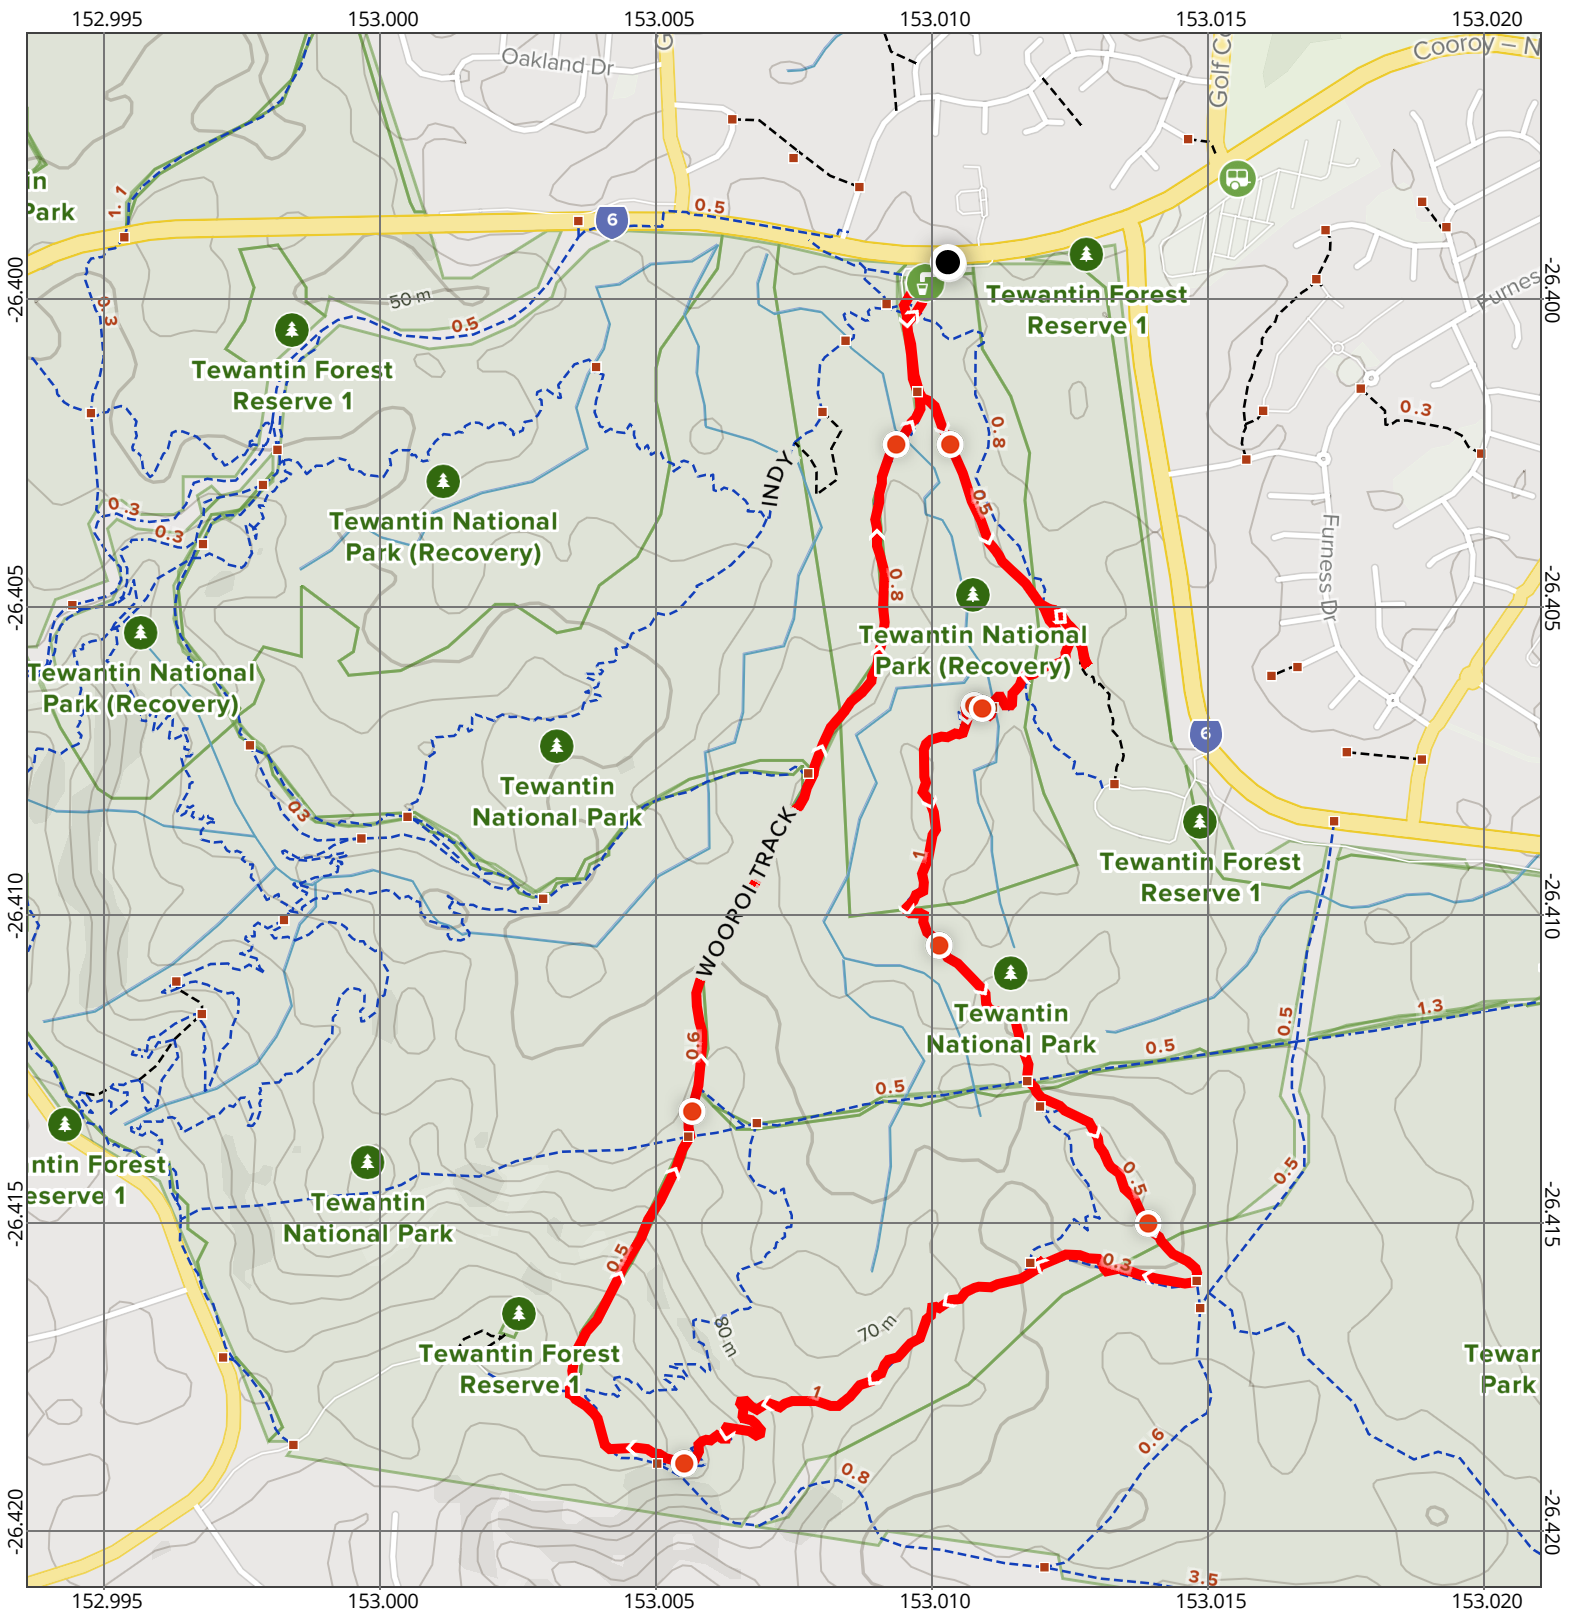 152.995 153.000 153.005 153.010 153.015 153.020
Oakland Dr
G
Golf C
Cooroy – N
in
Park
1.1
6
0.5
-26.400
-26.400
50 m
0.3
0.5
Tewantin Forest
Reserve 1
Tewantin Forest
Reserve 1
Furnes
0.3
0.8
INDY
Tewantin National
Park (Recovery)
0.3
0.3
0.5
Furness Dr
0.8
-26.405
-26.405
Tewantin National
Park (Recovery)
Tewantin National
Park (Recovery)
6
Tewantin
National Park
0.3
WOOROI TRACK
1
Tewantin Forest
Reserve 1
-26.410
-26.410
Tewantin
National Park
1.3
0.5
0.6
0.5
0.5
ntin Forest
eserve 1
Tewantin
National Park
0.5
0.5
-26.415
-26.415
0.5
0.3
80 m
70 m
Tewantin Forest
Reserve 1
Tewan
Park
1
0.6
0.8
-26.420
-26.420
3.5
152.995 153.000 153.005 153.010 153.015 153.020